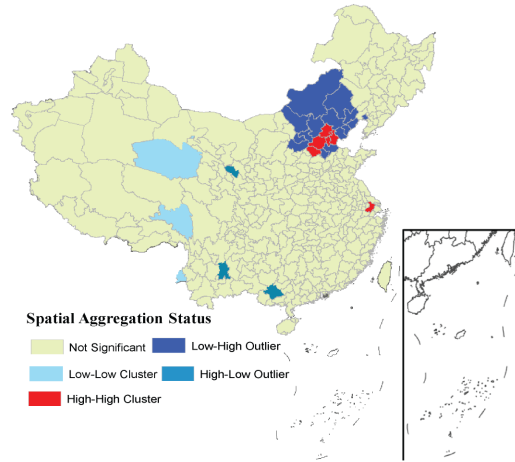 Spatial Aggregation Status
Not Significant
Low-High Outlier
Low-Low Cluster
High-Low Outlier
High-High Cluster